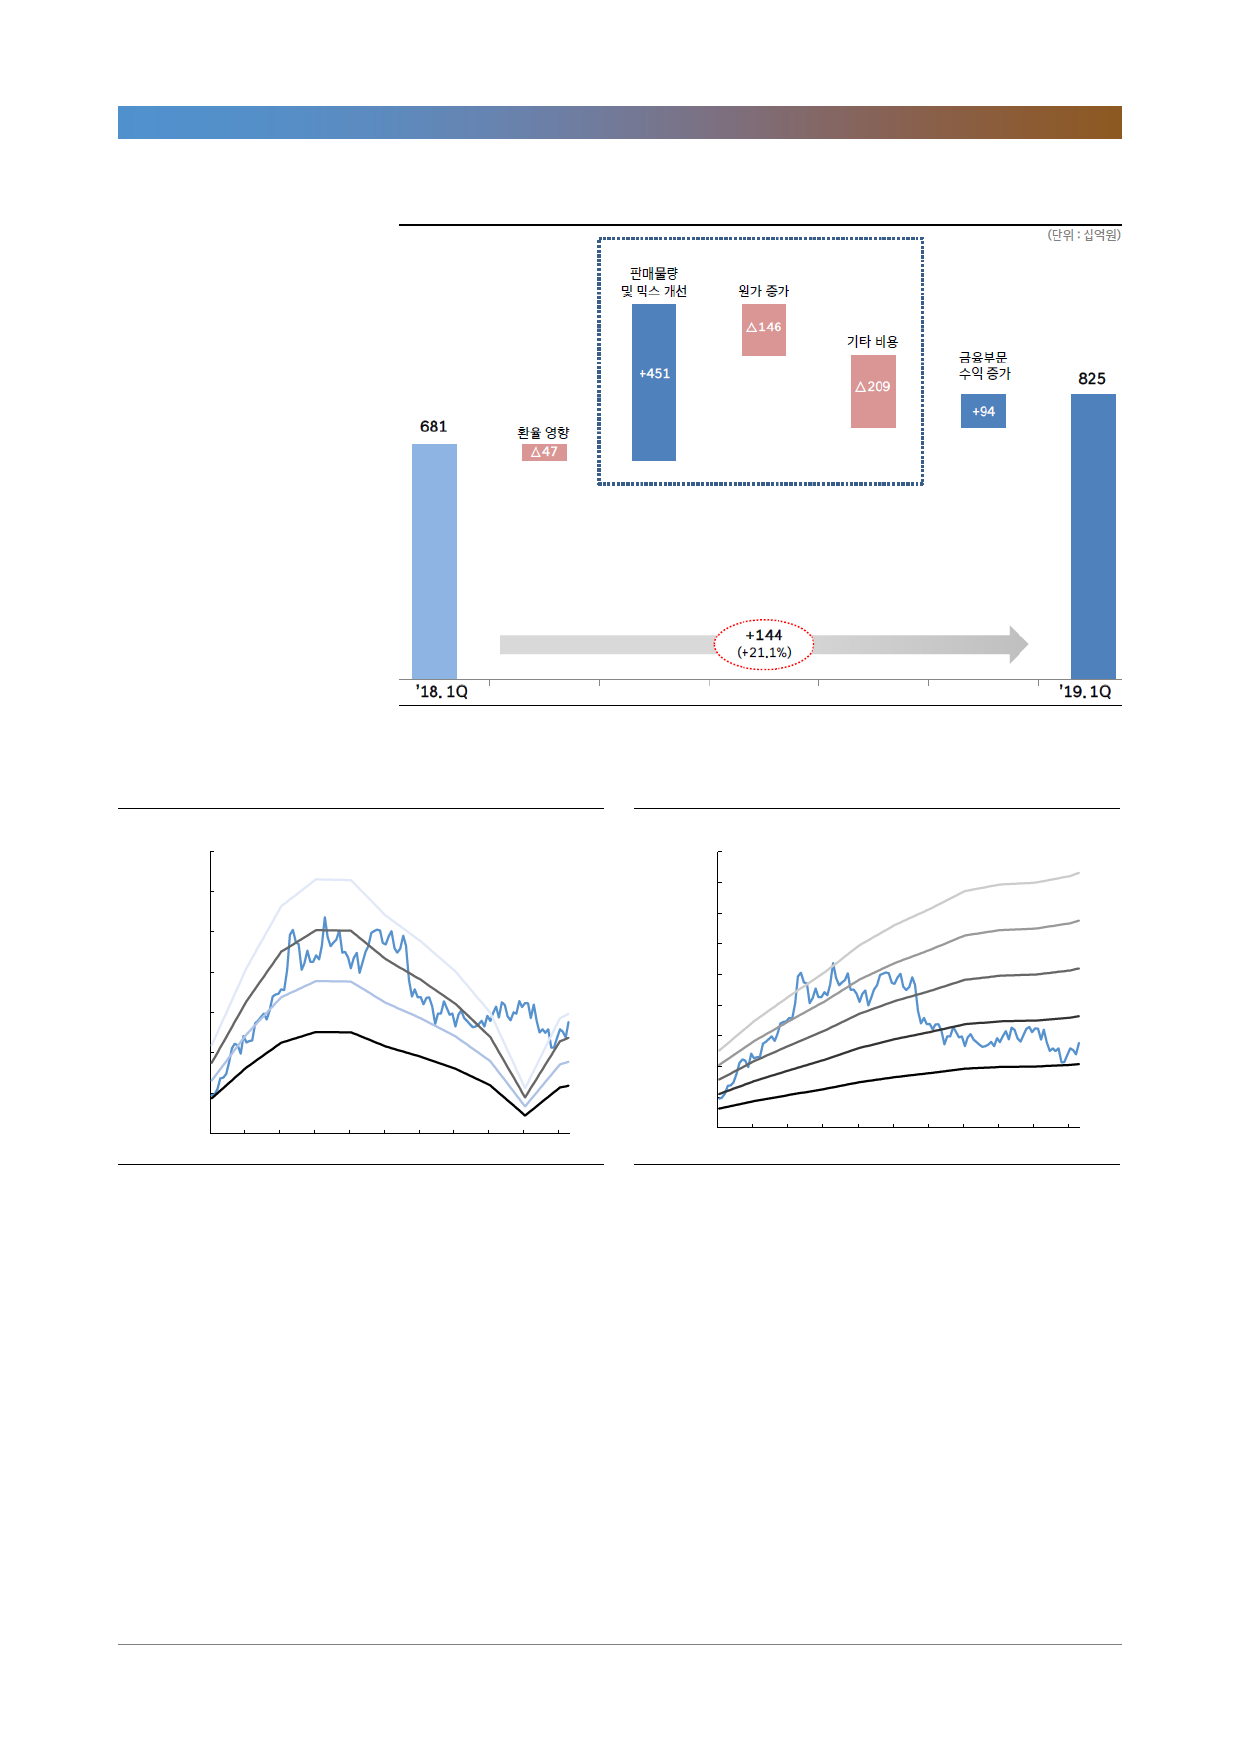 (단위 : 십억원)
판매물량
및 믹스 개선
원가 증가
△146
기타 비용
△209
+451
금융부문
수익 증가
+94
825
681
환율 영향
△47
+144
(+21.1%)
’18. 1Q
’19. 1Q